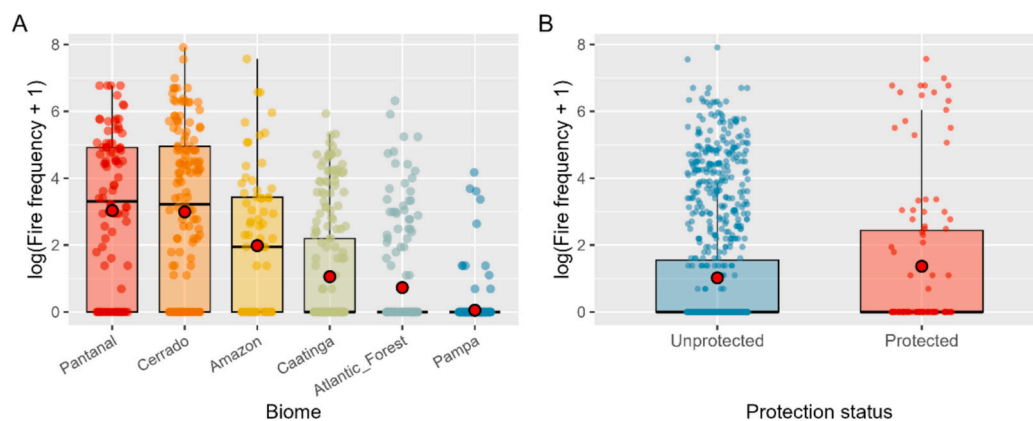 A
log(Fire frequency + 1)
8
6
4
2
0
Pantanal
Cerrado
Amazon
Caatinga
Atlantic_Forest
Pampa
Biome
B
log(Fire frequency + 1)
8
6
4
2
0
Unprotected
Protected
Protection status